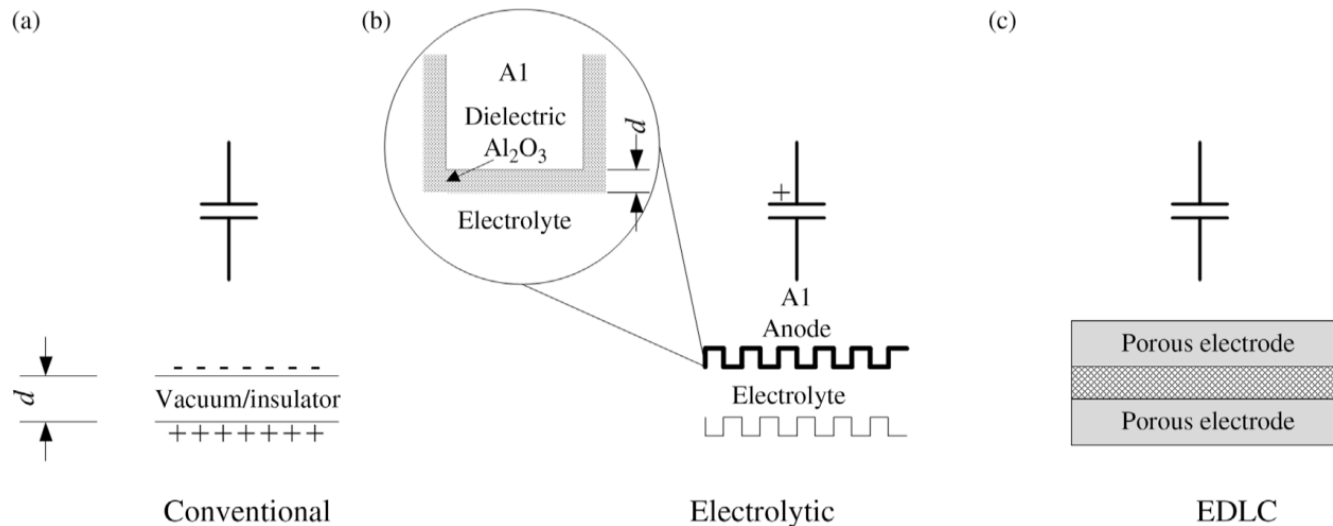 (a)
d
- - - - - - -
Vacuum/insulator
+++++++
Conventional
(b)
A1
Dielectric
Al₂O₃
d
Electrolyte
+
A1
Anode
Electrolyte
Electrolytic
(c)
Porous electrode
Porous electrode
EDLC